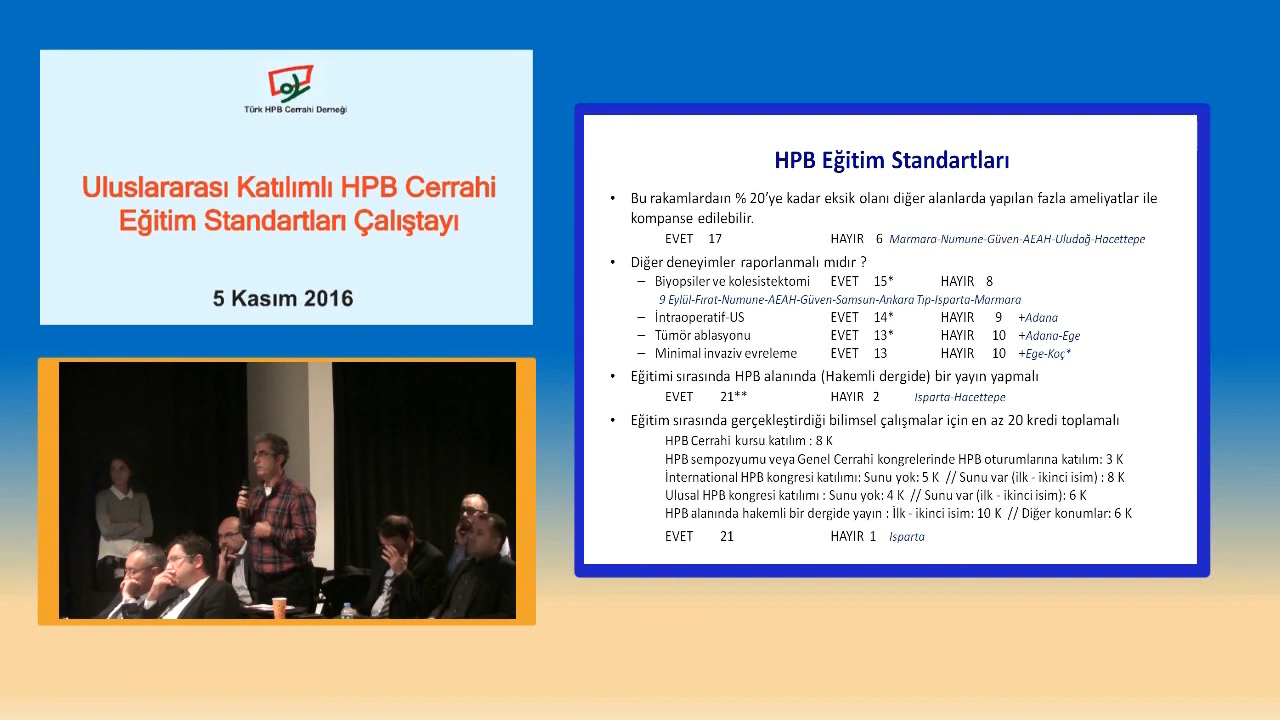 Türk HPB Cerrahi Derneği
Uluslararası Katılımlı HPB Cerrahi
Eğitim Standartları Çalıştayı
5 Kasım 2016
HPB Eğitim Standartları
• Bu rakamlardaın % 20'ye kadar eksik olanı diğer alanlarda yapılan fazla ameliyatlar ile
kompanse edilebilir.
EVET 17 HAYIR 6 Marmara-Numune-Güven-AEAH-Uludağ-Hacettepe
• Diğer deneyimler raporlanmalı mıdır ?
– Biyopsiler ve kolesistektomi EVET 15* HAYIR 8
9 Eylül-Fırat-Numune-AEAH-Güven-Samsun-Ankara Tıp-Isparta-Marmara
– İntraoperatif-US EVET 14* HAYIR 9 +Adana
– Tümör ablasyonu EVET 13* HAYIR 10 +Adana-Ege
– Minimal invaziv evreleme EVET 13 HAYIR 10 +Ege-Koç*
• Eğitimi sırasında HPB alanında (Hakemli dergide) bir yayın yapmalı
EVET 21** HAYIR 2 Isparta-Hacettepe
• Eğitim sırasında gerçekleştirdiği bilimsel çalışmalar için en az 20 kredi toplamalı
HPB Cerrahi kursu katılım : 8 K
HPB sempozyumu veya Genel Cerrahi kongrelerinde HPB oturumlarına katılım: 3 K
İnternational HPB kongresi katılımı: Sunu yok: 5 K // Sunu var (ilk - ikinci isim) : 8 K
Ulusal HPB kongresi katılımı : Sunu yok: 4 K // Sunu var (ilk - ikinci isim): 6 K
HPB alanında hakemli bir dergide yayın : İlk - ikinci isim: 10 K // Diğer konumlar: 6 K
EVET 21 HAYIR 1 Isparta